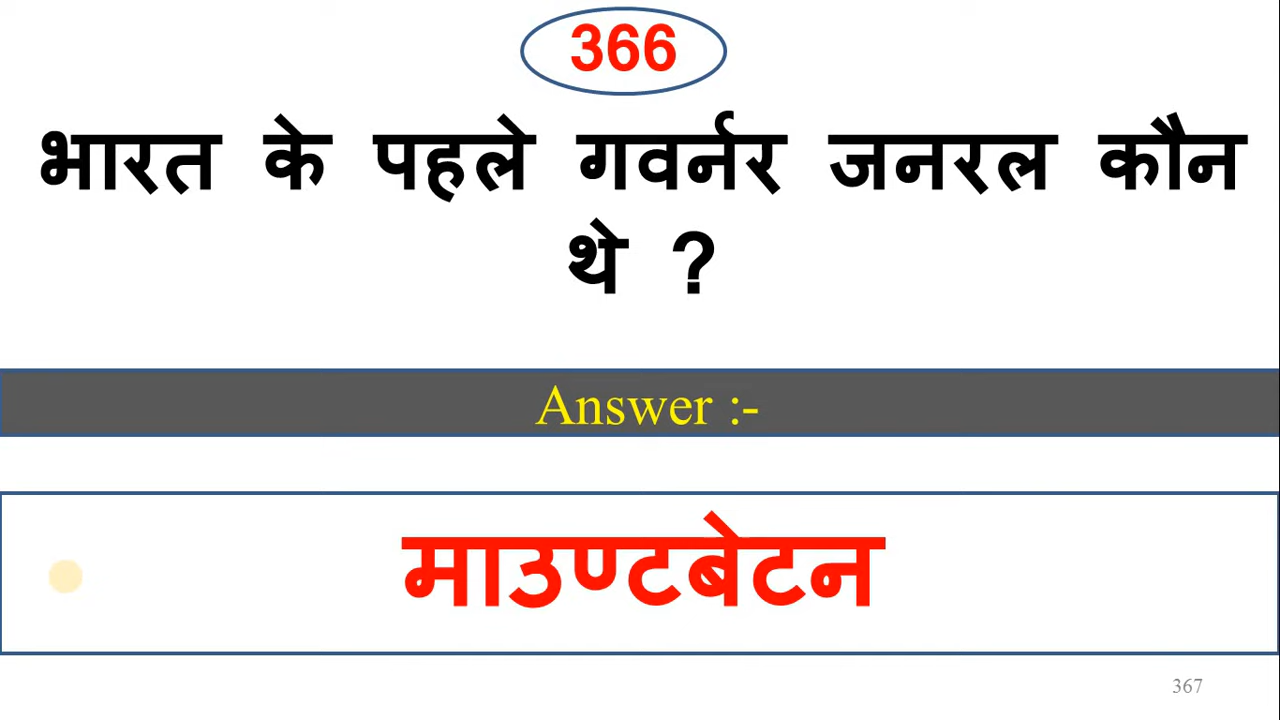 366
भारत के पहले गवर्नर जनरल कौन
थे ?
Answer :-
माउण्टबेटन
367